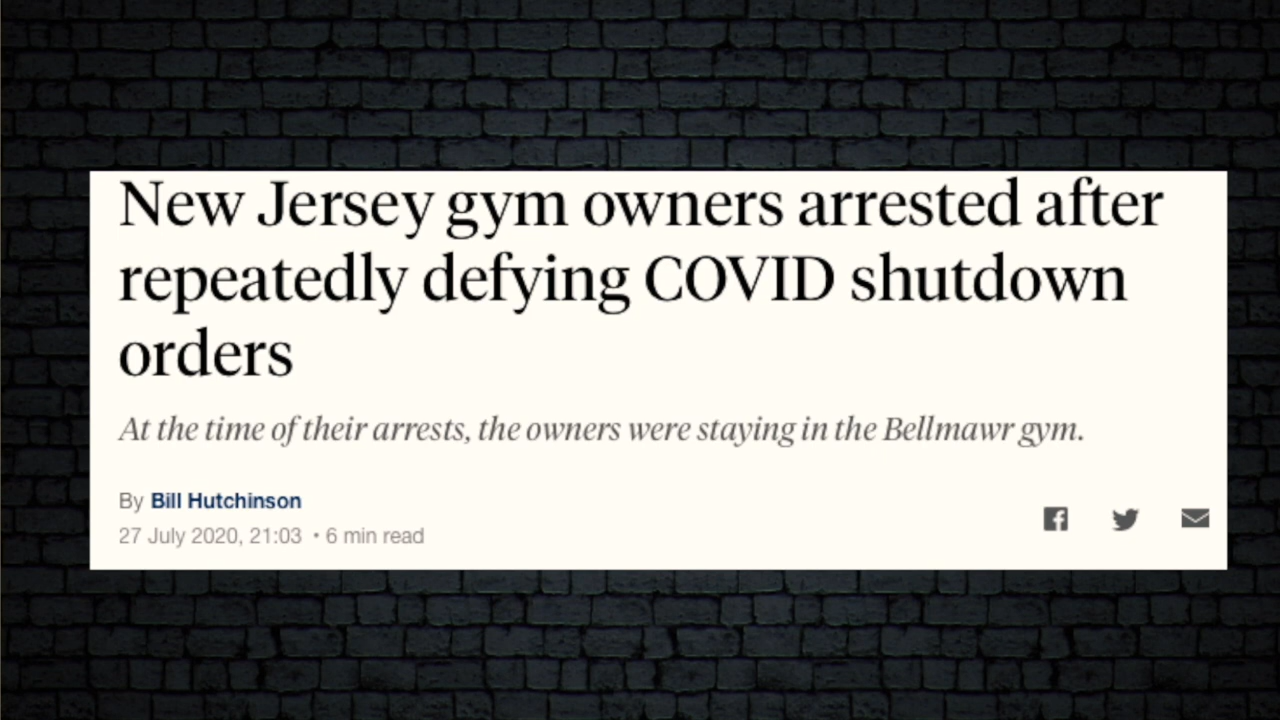 New Jersey gym owners arrested after
repeatedly defying COVID shutdown
orders
At the time of their arrests, the owners were staying in the Bellmawr gym.
By Bill Hutchinson
27 July 2020, 21:03 • 6 min read